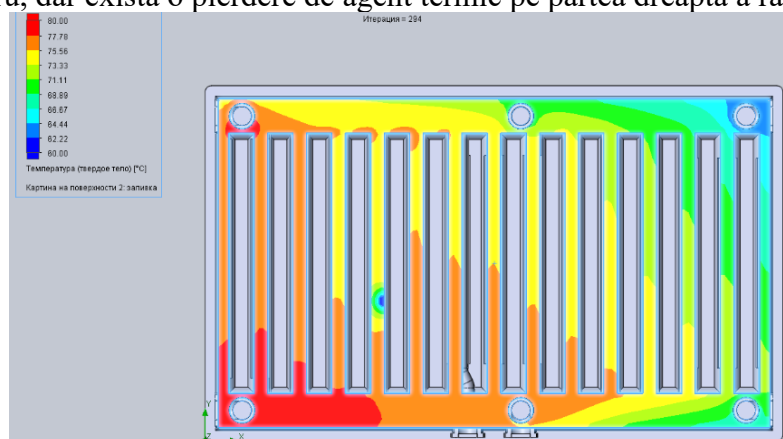 dar există o pierdere de agent termic pe partea dreaptă a
Итерация = 294
80.00
77.78
75.56
73.33
71.11
68.89
66.67
64.44
62.22
60.00
Температура (твердое тело) [°C]
Картина на поверхности 2: заливка
Y
Z X